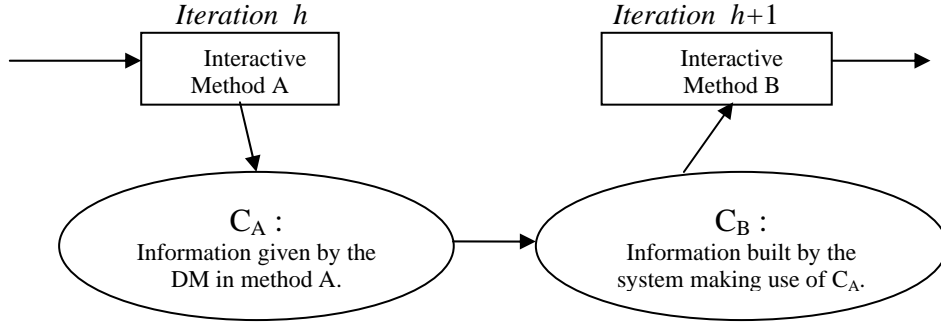 Iteration h
Iteration h+1
Interactive
Method A
Interactive
Method B
C_A :
Information given by the
DM in method A.
C_B :
Information built by the
system making use of C_A.